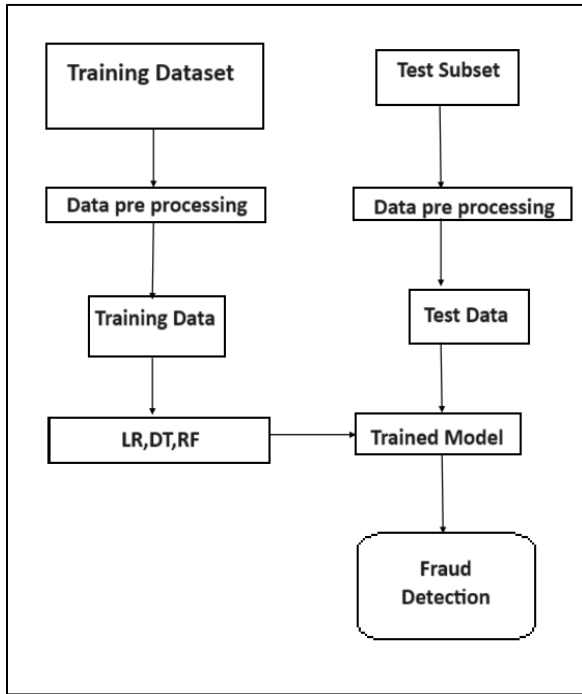 Training Dataset
Test Subset
Data pre processing
Data pre processing
Training Data
Test Data
LR,DT,RF
Trained Model
Fraud
Detection